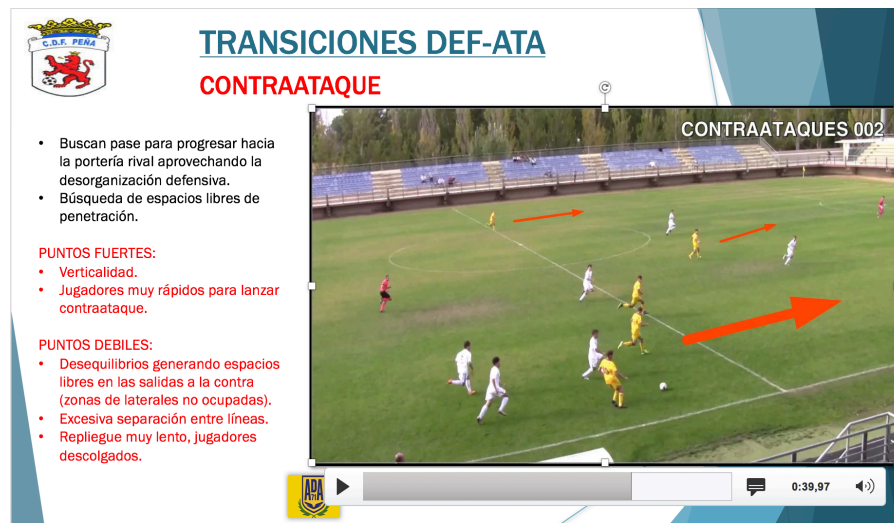 C.D.F. PEÑA
TRANSICIONES DEF-ATA
CONTRAATAQUE
CONTRAATAQUES 002
• Buscan pase para progresar hacia
la portería rival aprovechando la
desorganización defensiva.
• Búsqueda de espacios libres de
penetración.
PUNTOS FUERTES:
• Verticalidad.
• Jugadores muy rápidos para lanzar
contraataque.
PUNTOS DEBILES:
• Desequilibrios generando espacios
libres en las salidas a la contra
(zonas de laterales no ocupadas).
• Excesiva separación entre líneas.
• Repliegue muy lento, jugadores
descolgados.
ADA
71
0:39,97